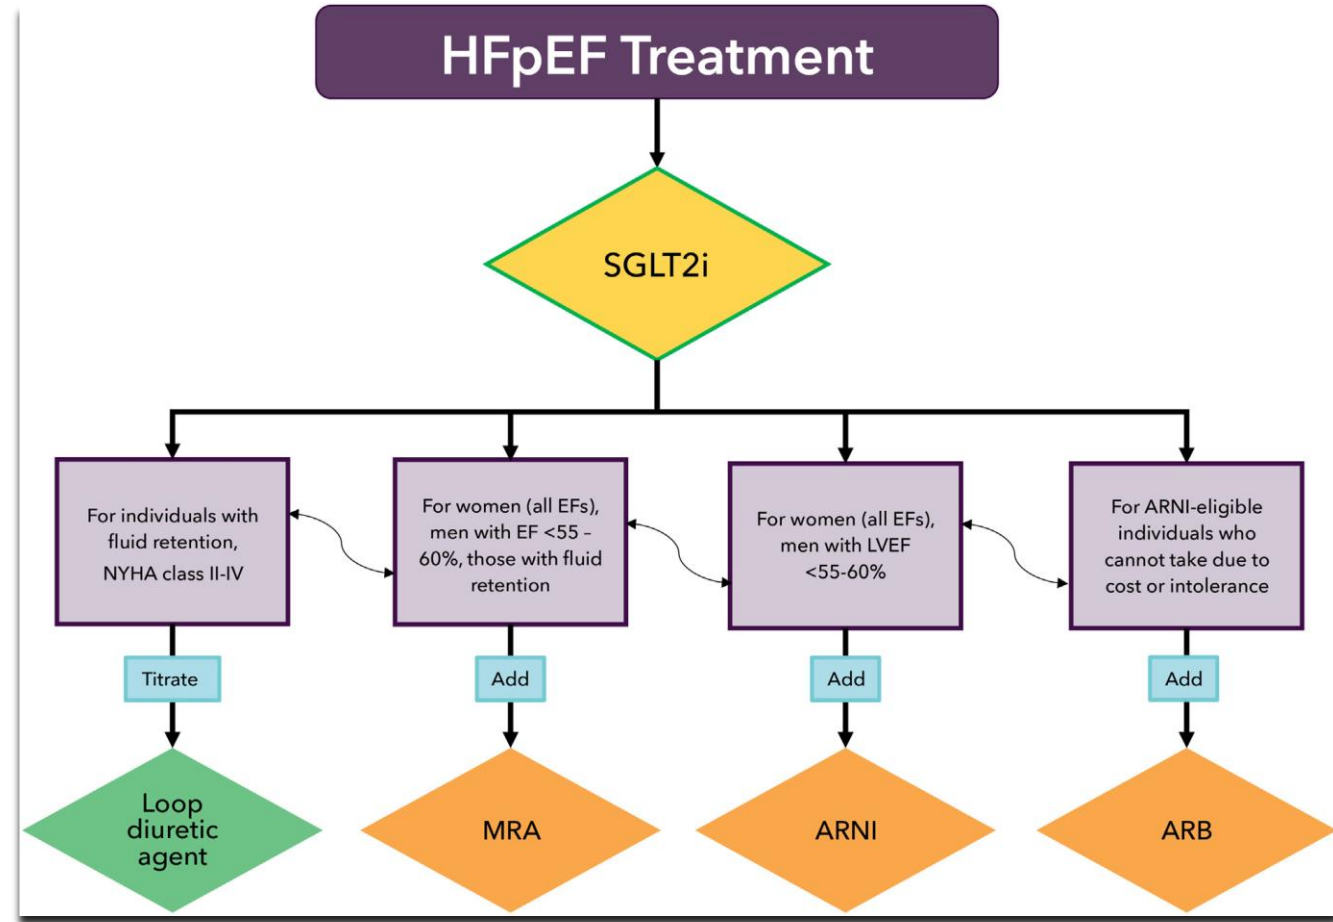 HFpEF Treatment
SGLT2i
For individuals with
fluid retention,
NYHA class II-IV
For women (all EFs),
men with EF <55 –
60%, those with fluid
retention
For women (all EFs),
men with LVEF
<55-60%
For ARNI-eligible
individuals who
cannot take due to
cost or intolerance
Titrate
Add
Add
Add
Loop
diuretic
agent
MRA
ARNI
ARB